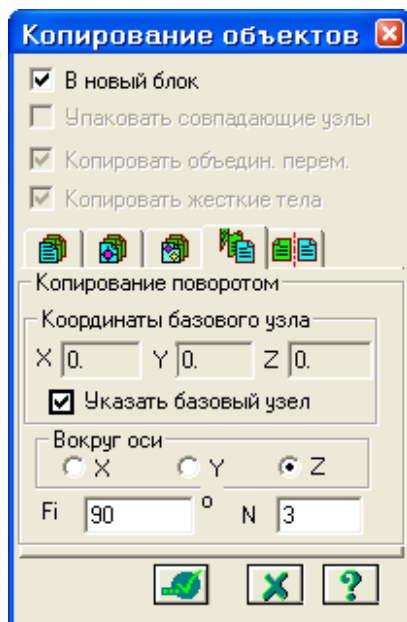 Копирование объектов
В новый блок
Упаковать совпадающие узлы
Копировать объедин. перем.
Копировать жесткие тела
Копирование поворотом
Координаты базового узла
X 0. Y 0. Z 0.
Указать базовый узел
Вокруг оси
X Y Z
Fi 90 ° N 3
?